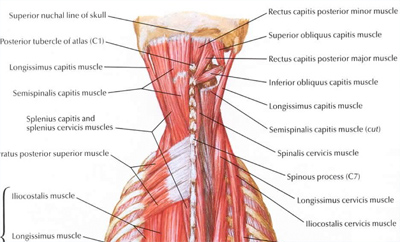 Superior nuchal line of skull
Posterior tubercle of atlas (C1)
Longissimus capitis muscle
Semispinalis capitis muscle
Splenius capitis and
splenius cervicis muscles
rratus posterior superior muscle
Iliocostalis muscle
Longissimus muscle
Rectus capitis posterior minor muscle
Superior obliquus capitis muscle
Rectus capitis posterior major muscle
Inferior obliquus capitis muscle
Longissimus capitis muscle
Semispinalis capitis muscle (cut)
Spinalis cervicis muscle
Spinous process (C7)
Longissimus cervicis muscle
Iliocostalis cervicis muscle